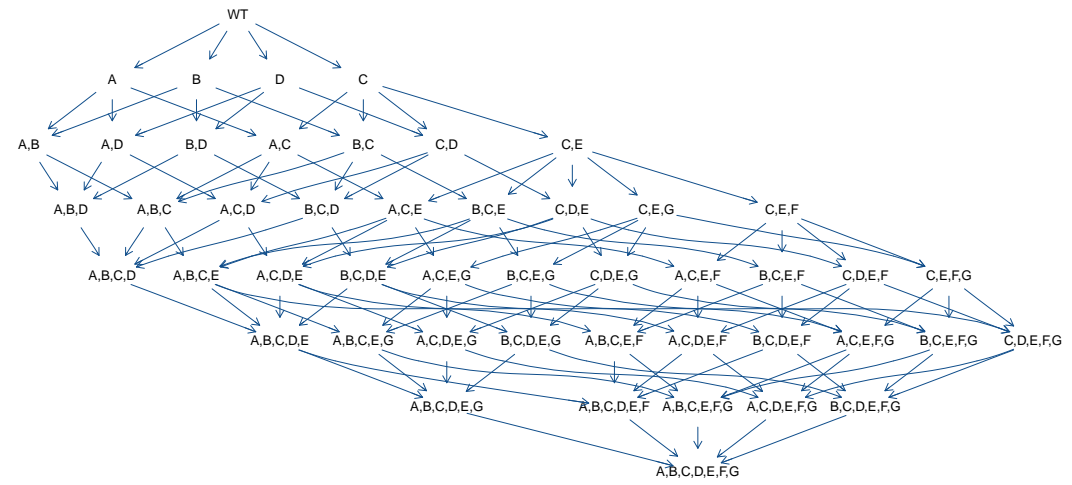 WT
A B D C
A,B A,D B,D A,C B,C C,D C,E
A,B,D A,B,C A,C,D B,C,D A,C,E B,C,E C,D,E C,E,G C,E,F
A,B,C,D A,B,C,E A,C,D,E B,C,D,E A,C,E,G B,C,E,G C,D,E,G A,C,E,F B,C,E,F C,D,E,F C,E,F,G
A,B,C,D,E A,B,C,E,G A,C,D,E,G B,C,D,E,G A,B,C,E,F A,C,D,E,F B,C,D,E,F A,C,E,F,G B,C,E,F,G C,D,E,F,G
A,B,C,D,E,G A,B,C,D,E,F A,B,C,E,F,G A,C,D,E,F,G B,C,D,E,F,G
A,B,C,D,E,F,G